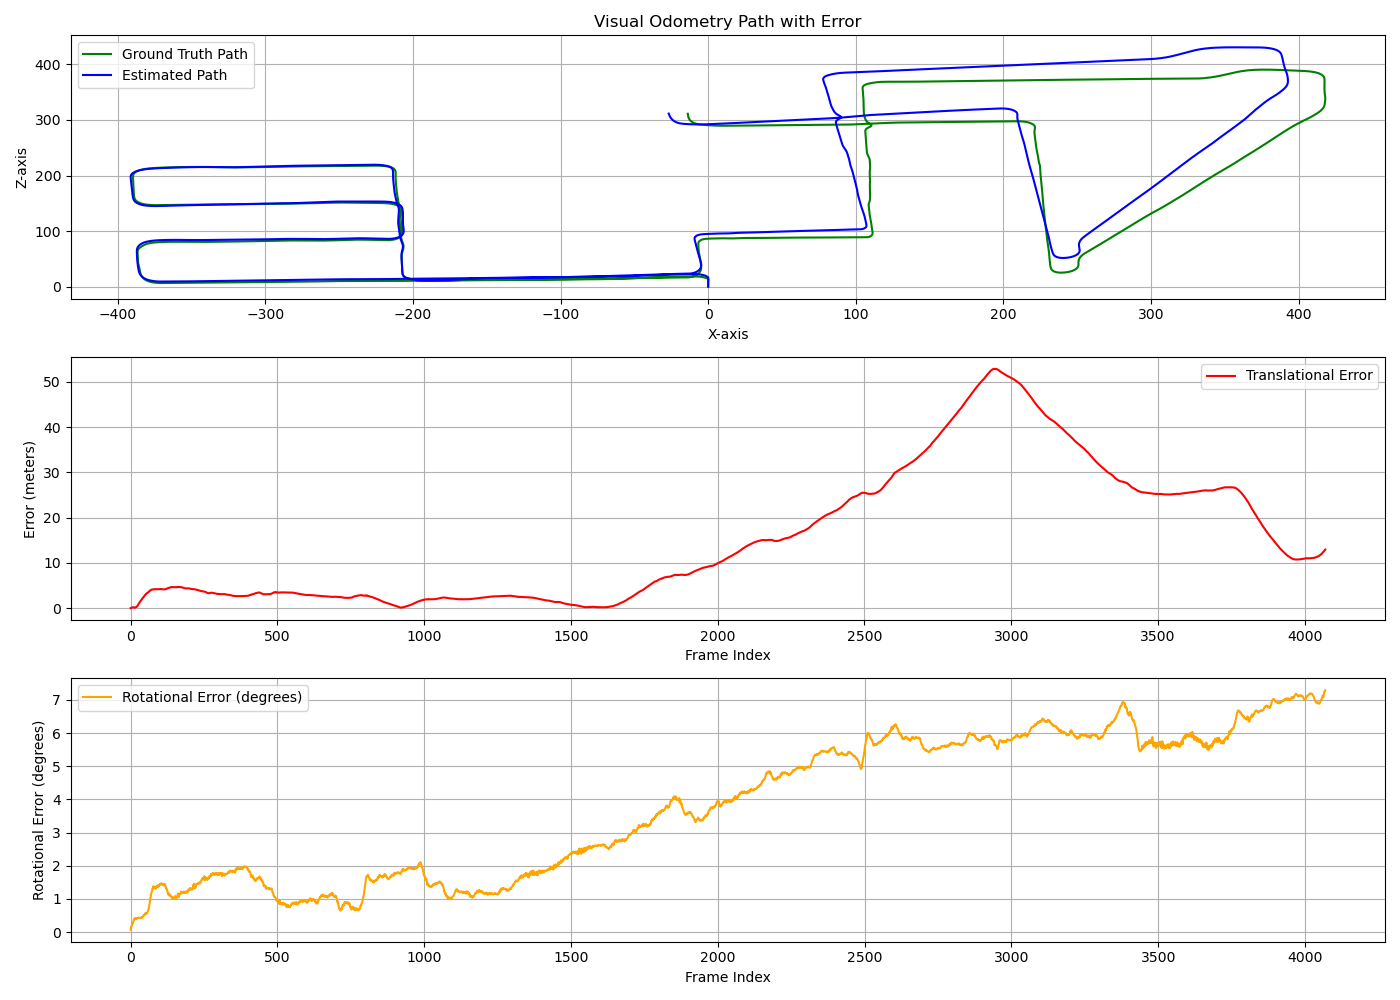 Visual Odometry Path with Error
Ground Truth Path
Estimated Path
Z-axis
400
300
200
100
0
−400 −300 −200 −100 0 100 200 300 400
X-axis
Translational Error
Error (meters)
50
40
30
20
10
0
0 500 1000 1500 2000 2500 3000 3500 4000
Frame Index
Rotational Error (degrees)
Rotational Error (degrees)
7
6
5
4
3
2
1
0
0 500 1000 1500 2000 2500 3000 3500 4000
Frame Index